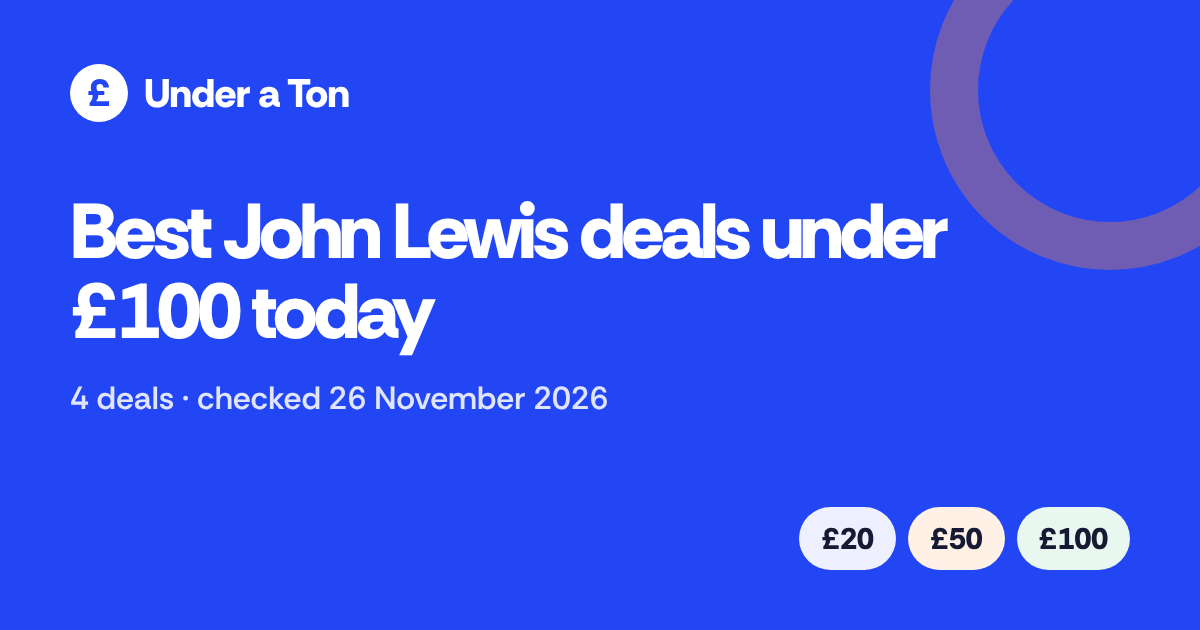 £ Under a Ton
Best John Lewis deals under
£100 today
4 deals · checked 26 November 2026
£20 £50 £100